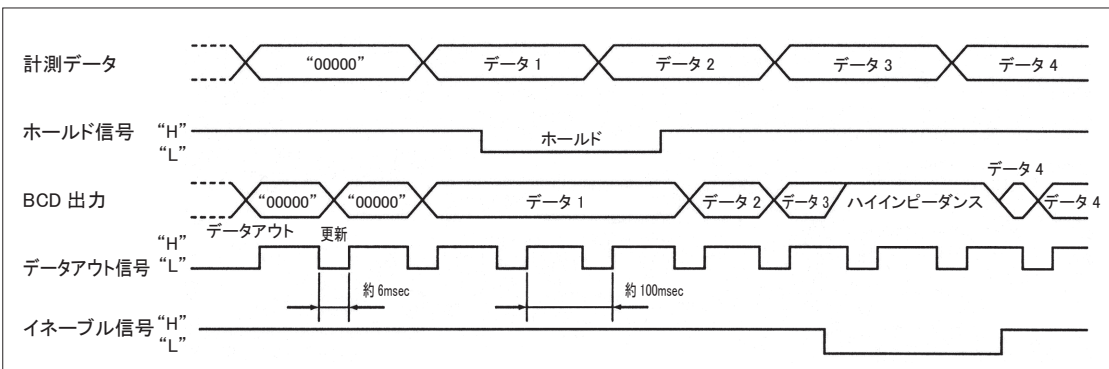 計測データ “00000” データ 1 データ 2 データ 3 データ 4
ホールド信号 “H” ホールド
“L”
データ 4
BCD 出力 “00000” “00000” データ 1 データ 2 データ 3 ハイインピーダンス データ 4
データアウト 更新
“H”
データアウト信号 “L”
約 6msec 約 100msec
イネーブル信号 “H”
“L”